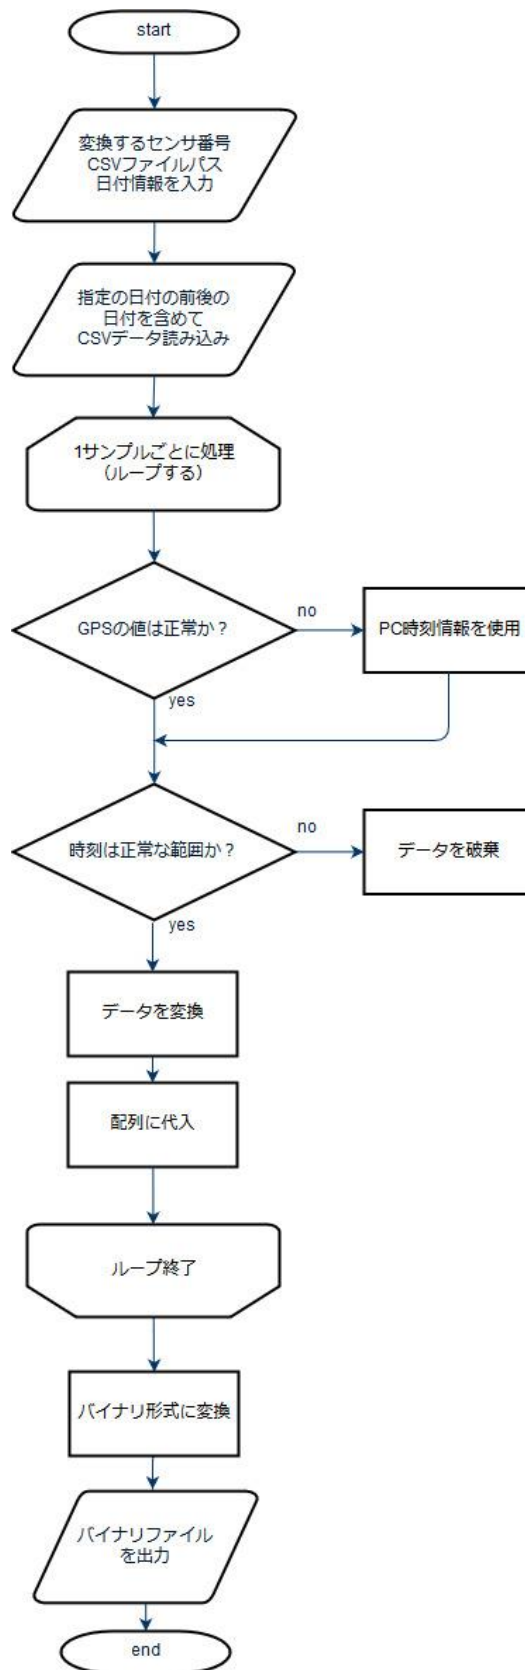 start
変換するセンサ番号
CSVファイルパス
日付情報を入力
指定の日付の前後の
日付を含めて
CSVデータ読み込み
1サンプルごとに処理
(ループする)
GPSの値は正常か?
no
PC時刻情報を使用
yes
時刻は正常な範囲か?
no
データを破棄
yes
データを変換
配列に代入
ループ終了
バイナリ形式に変換
バイナリファイル
を出力
end